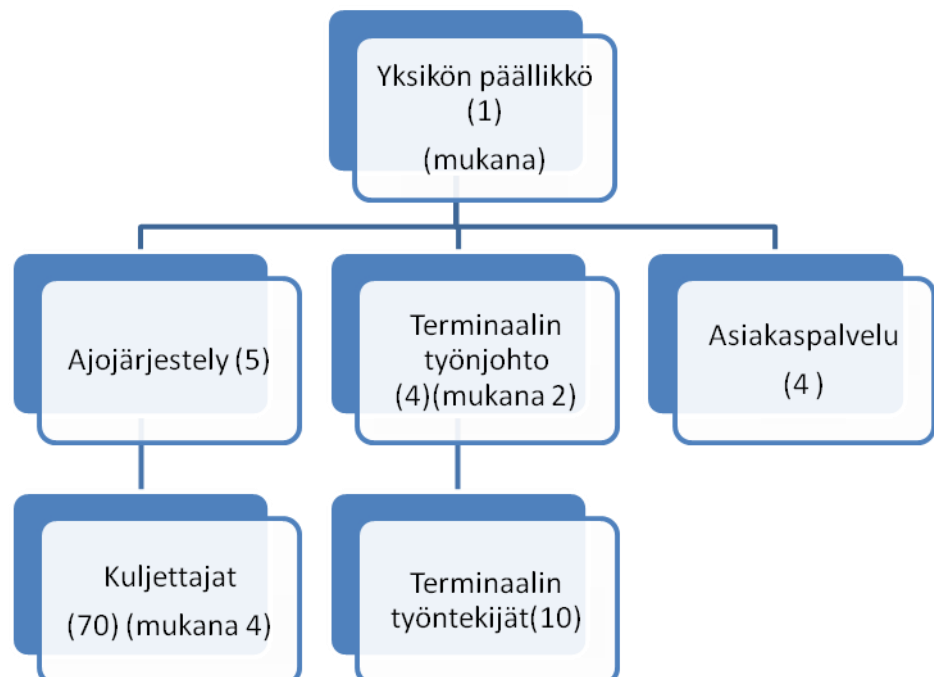 Yksikön päällikkö
(1)
(mukana)
Ajojärjestely (5)
Terminaalin
työnjohto
(4)(mukana 2)
Asiakaspalvelu
(4 )
Kuljettajat
(70) (mukana 4)
Terminaalin
työntekijät(10)